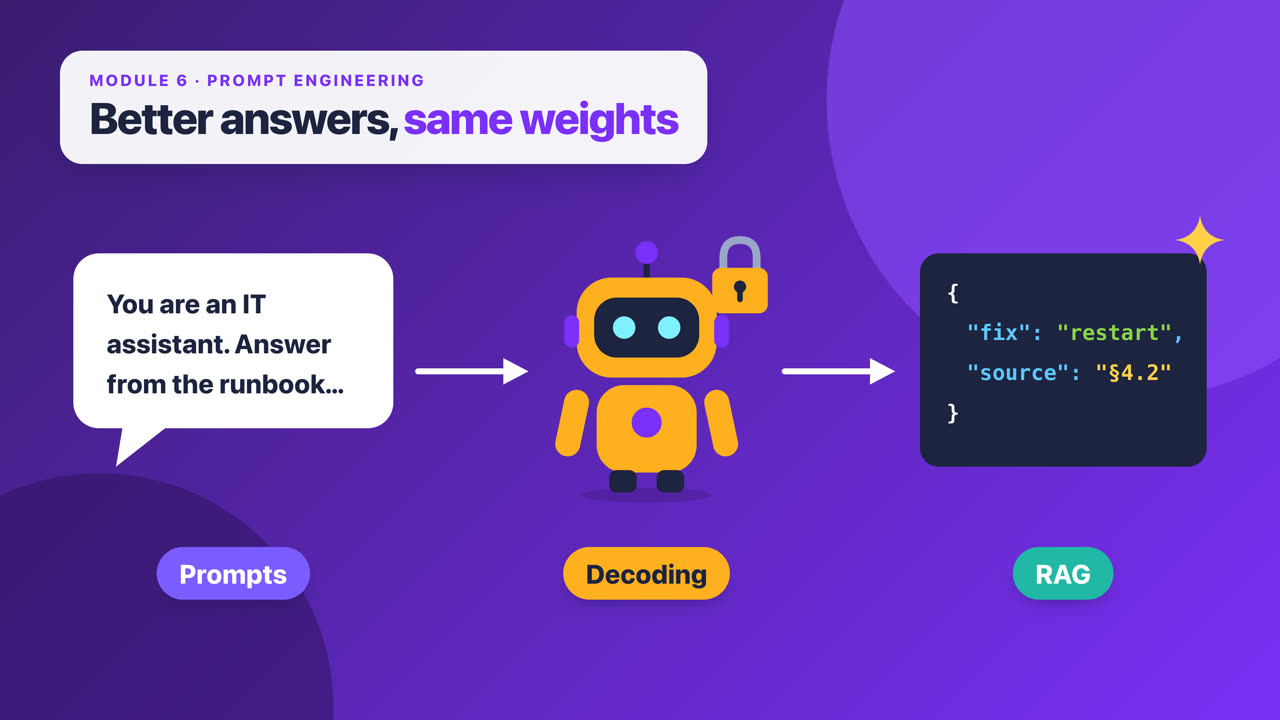 MODULE 6 · PROMPT ENGINEERING
Better answers, same weights
You are an IT
assistant. Answer
from the runbook...
{
"fix": "restart",
"source": "§4.2"
}
Prompts
Decoding
RAG